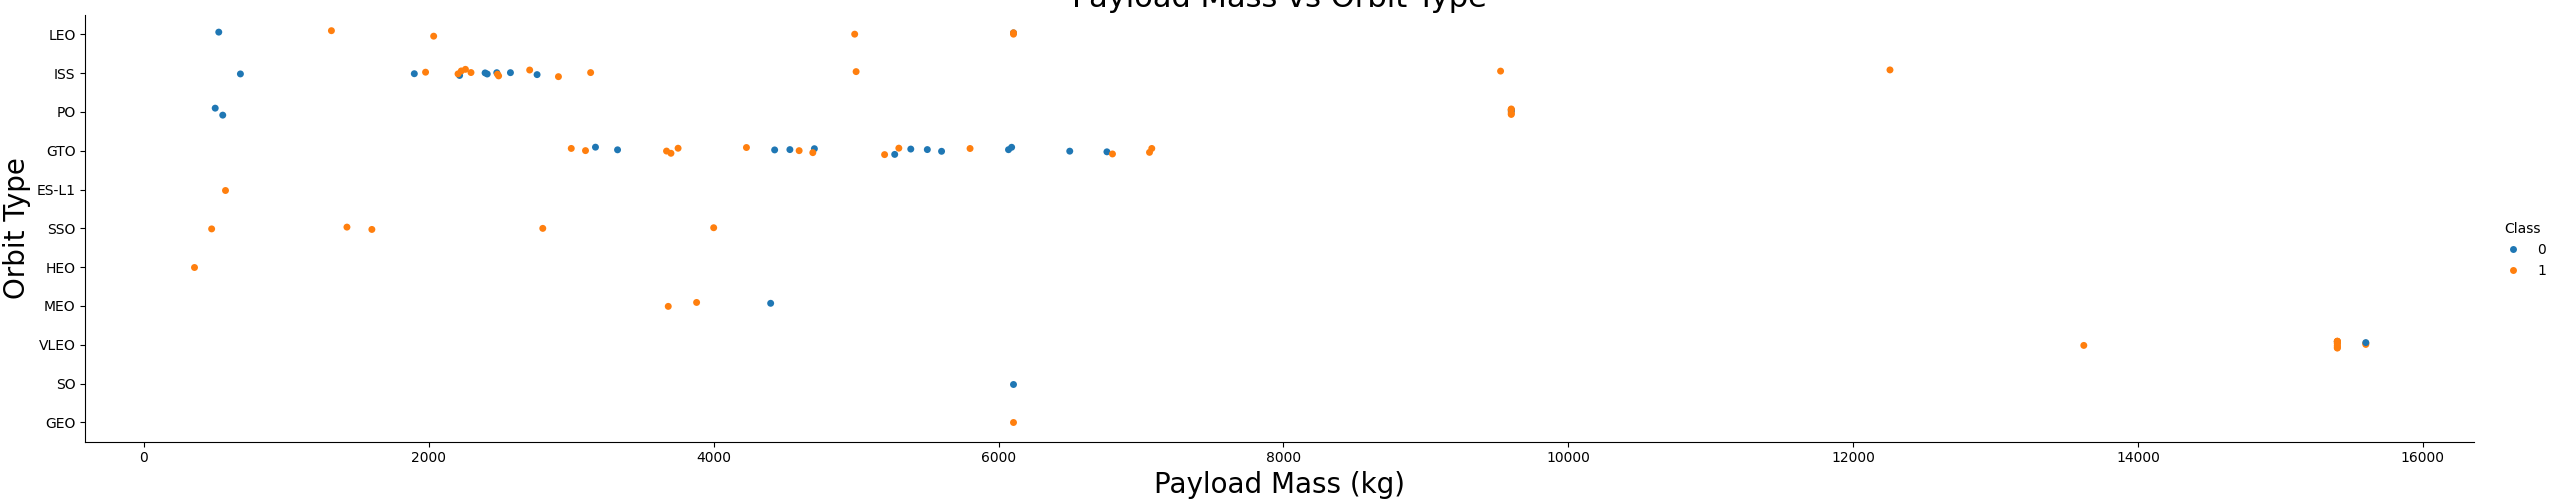 Payload Mass vs Orbit Type
LEO
ISS
PO
GTO
ES-L1
SSO
HEO
MEO
VLEO
SO
GEO
Orbit Type
0 2000 4000 6000 8000 10000 12000 14000 16000
Payload Mass (kg)
Class
0
1